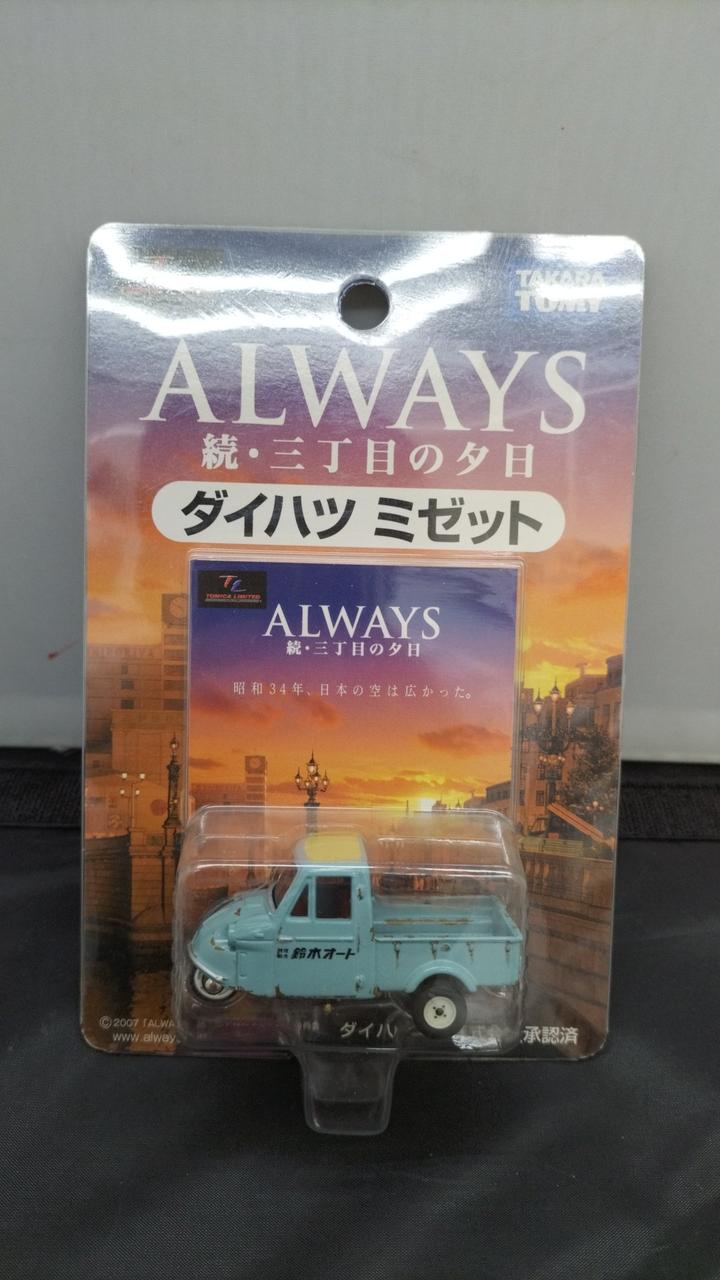 TAKARA
TOMY
ALWAYS
続・三丁目の夕日
ダイハツ ミゼット
TOMICA LIMITED
ALWAYS
続・三丁目の夕日
昭和34年、日本の空は広かった。
鈴木オート
©2007「ALWA
ダイハ
承認済
www.alway